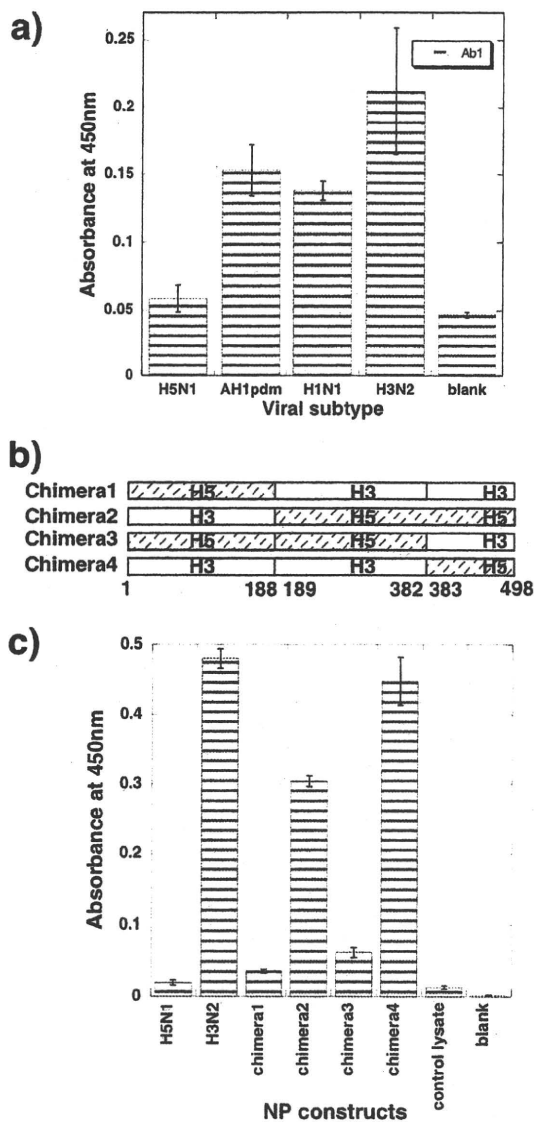 a)
Absorbance at 450nm
0.25
0.2
0.15
0.1
0.05
0
Ab1
H5N1 AH1pdm H1N1 H3N2 blank
Viral subtype
b)
Chimera1 H5 H3 H3
Chimera2 H3 H5 H5
Chimera3 H5 H5 H3
Chimera4 H3 H3 H5
1 188 189 382 383 498
c)
Absorbance at 450nm
0.5
0.4
0.3
0.2
0.1
0
H5N1
H3N2
chimera1
chimera2
chimera3
chimera4
control lysate
blank
NP constructs